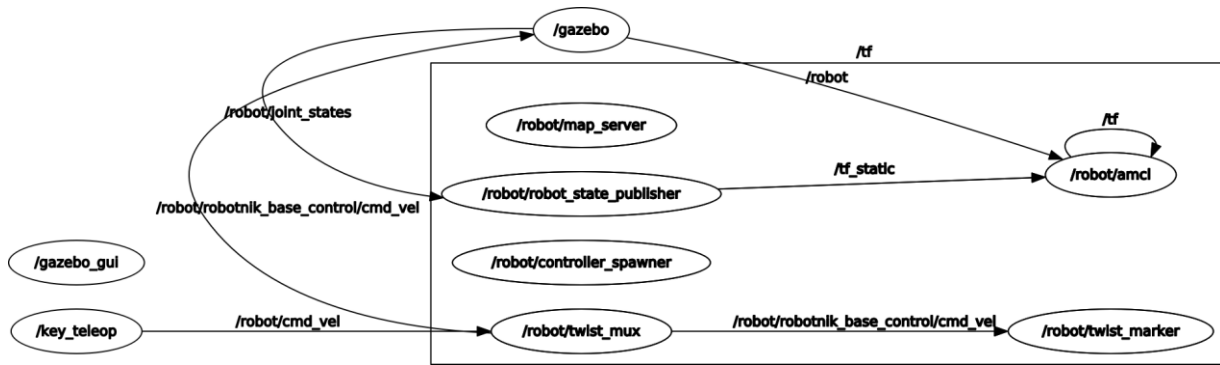 /gazebo
/tf
/robot
/robot/joint_states
/robot/map_server
/tf
/robot/amcl
/tf_static
/robot/robot_state_publisher
/robot/robotnik_base_control/cmd_vel
/gazebo_gui
/robot/controller_spawner
/key_teleop
/robot/cmd_vel
/robot/twist_mux
/robot/robotnik_base_control/cmd_vel
/robot/twist_marker